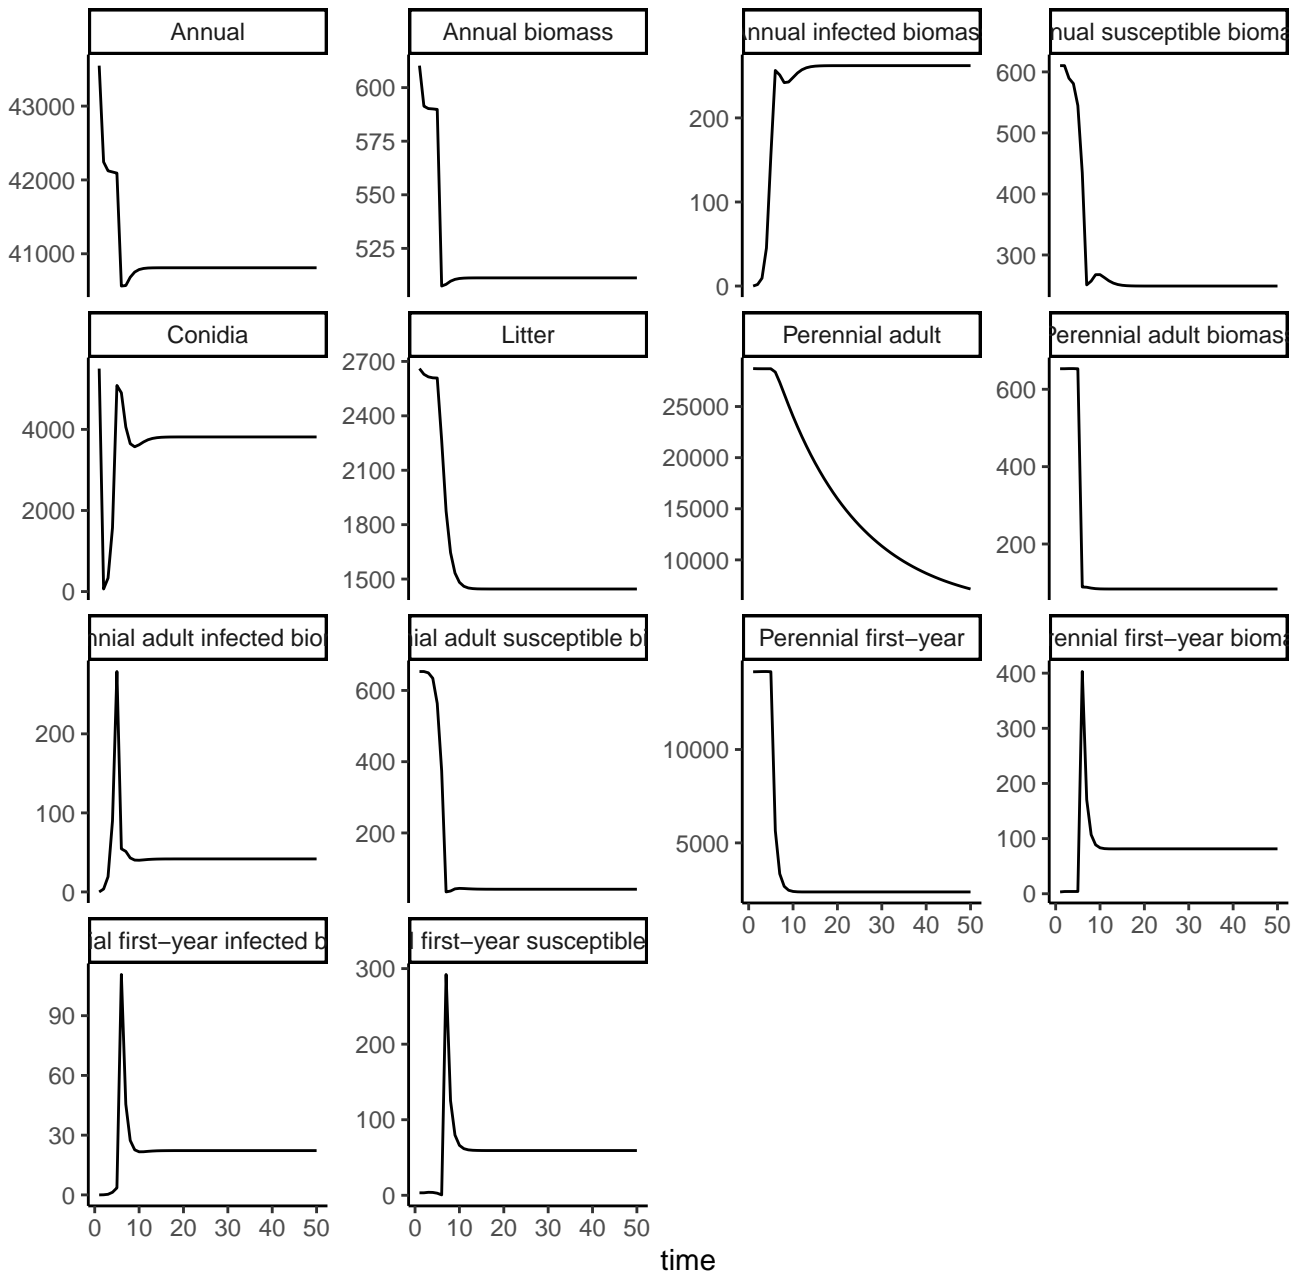 Annual
Annual biomass
nnual infected biomas
nual susceptible bioma
43000
42000
41000
600
575
550
525
200
100
0
600
500
400
300
Conidia
Litter
Perennial adult
Perennial adult biomas
4000
2000
0
2700
2400
2100
1800
1500
25000
20000
15000
10000
600
400
200
nnial adult infected bio
ial adult susceptible bi
Perennial first−year
rennial first−year bioma
200
100
0
600
400
200
10000
5000
400
300
200
100
0
0 10 20 30 40 50
0 10 20 30 40 50
ial first−year infected b
l first−year susceptible
90
60
30
0
300
200
100
0
0 10 20 30 40 50
0 10 20 30 40 50
time